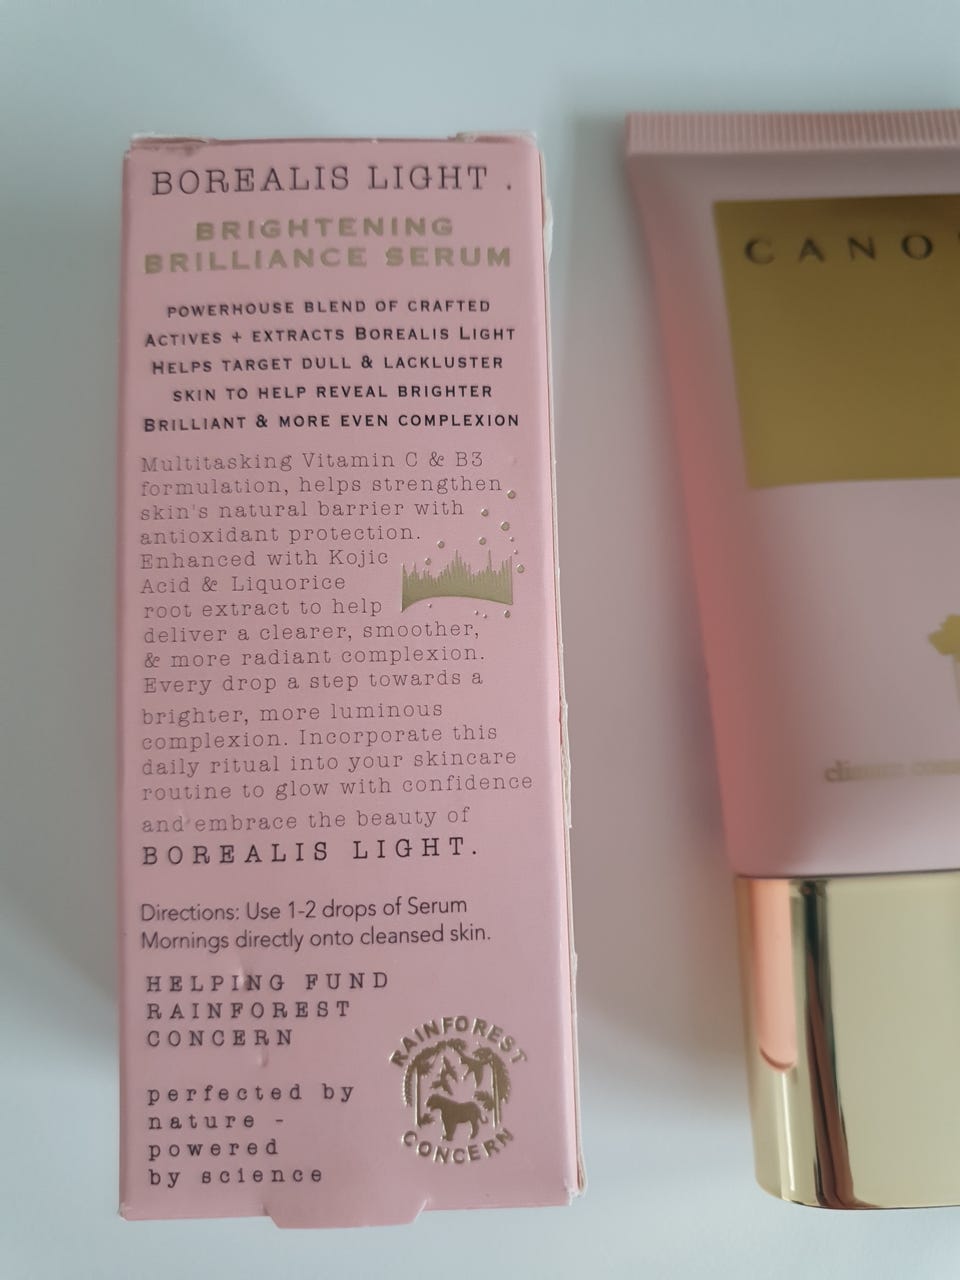 BOREALIS LIGHT .
BRIGHTENING
BRILLIANCE SERUM
POWERHOUSE BLEND OF CRAFTED
ACTIVES + EXTRACTS BOREALIS LIGHT
HELPS TARGET DULL & LACKLUSTER
SKIN TO HELP REVEAL BRIGHTER
BRILLIANT & MORE EVEN COMPLEXION
Multitasking Vitamin C & B3
formulation, helps strengthen
skin's natural barrier with
antioxidant protection.
Enhanced with Kojic
Acid & Liquorice
root extract to help
deliver a clearer, smoother,
& more radiant complexion.
Every drop a step towards a
brighter, more luminous
complexion. Incorporate this
daily ritual into your skincare
routine to glow with confidence
and embrace the beauty of
BOREALIS LIGHT.
Directions: Use 1-2 drops of Serum
Mornings directly onto cleansed skin.
HELPING FUND
RAINFOREST
CONCERN
RAINFOREST
CONCERN
perfected by
nature -
powered
by science
CANO